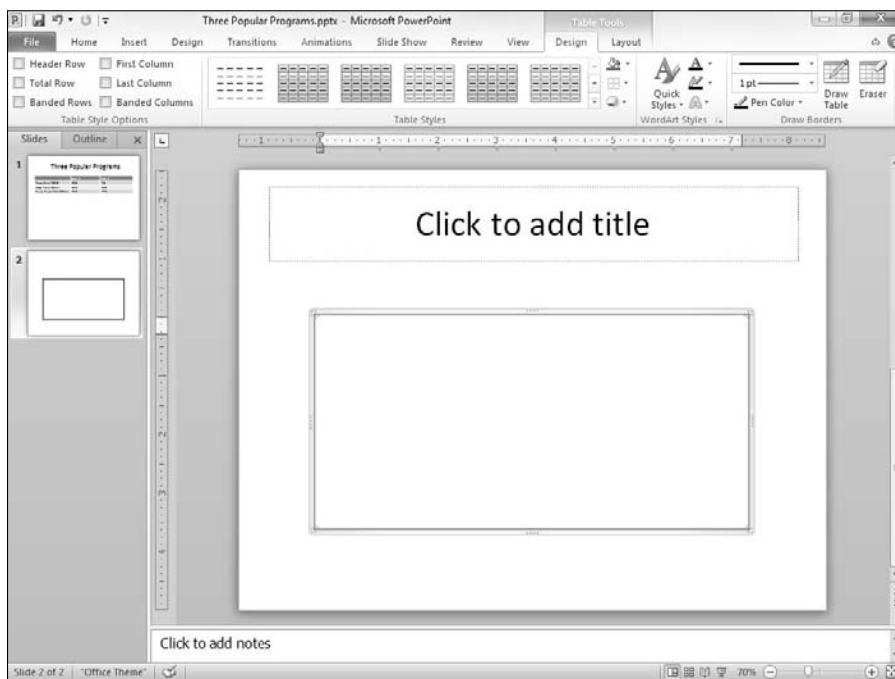 Three Popular Programs.pptx - Microsoft PowerPoint
Table Tools
File Home Insert Design Transitions Animations Slide Show Review View Design Layout
Header Row First Column
Total Row Last Column
Banded Rows Banded Columns
Table Style Options
Table Styles
Quick Styles
WordArt Styles
1 pt
Pen Color
Draw Table
Eraser
Draw Borders
Slides Outline
1
Three Popular Programs
2
Click to add title
Click to add notes
Slide 2 of 2 "Office Theme" 70%